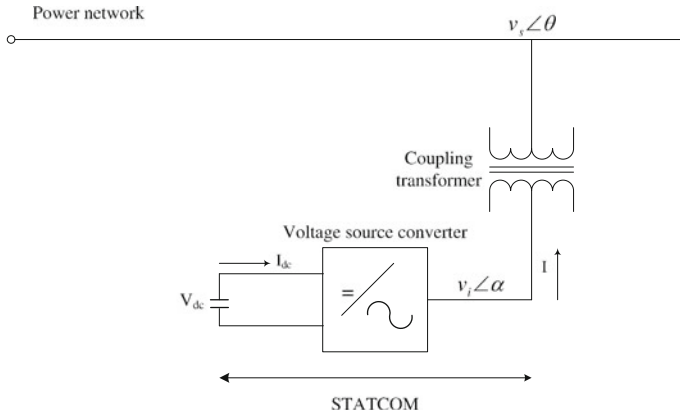 Power network
v_s∠θ
Coupling
transformer
Voltage source converter
I_dc
I
=
v_i∠α
V_dc
STATCOM